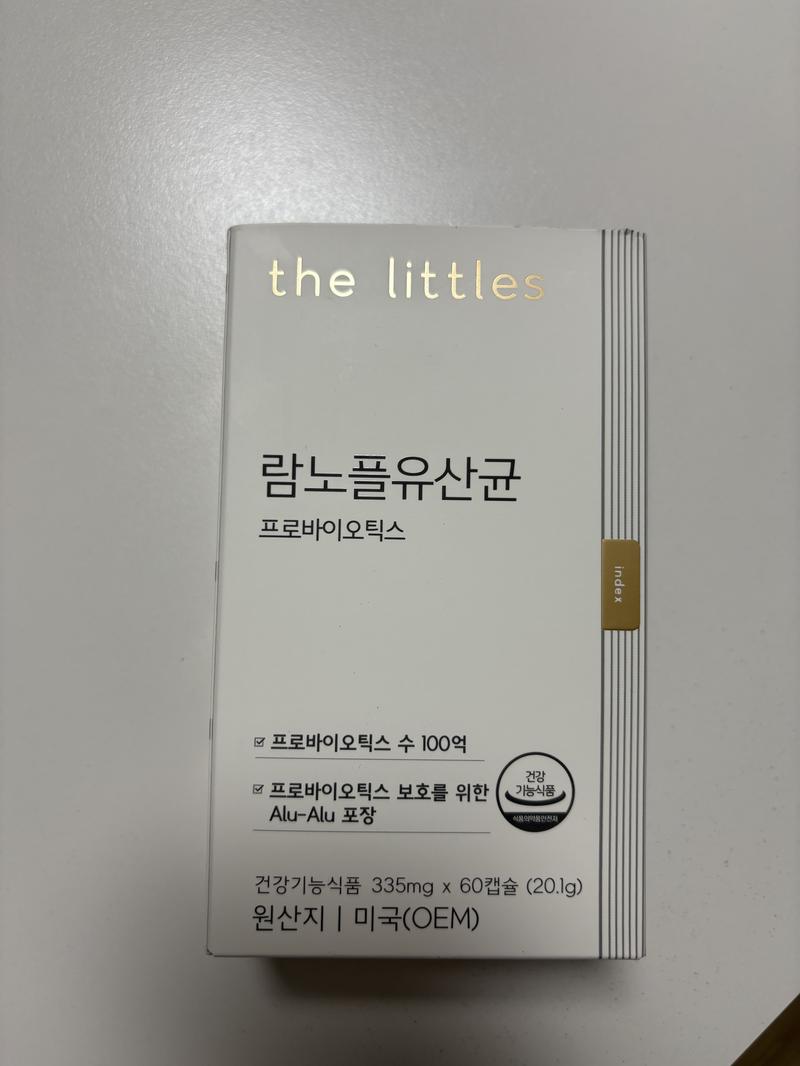 the littles
람노플유산균
프로바이오틱스
index
프로바이오틱스 수 100억
프로바이오틱스 보호를 위한
Alu-Alu 포장
건강
기능식품
식품의약품안전처
건강기능식품 335mg x 60캡슐 (20.1g)
원산지 | 미국(OEM)